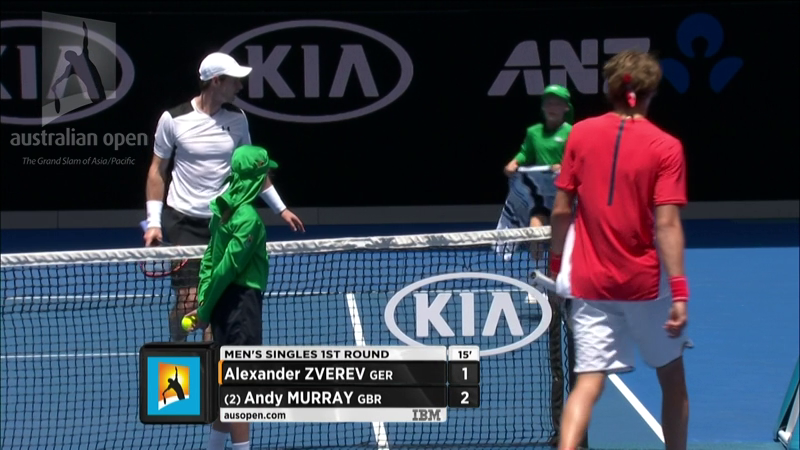 KIA
KIA
ANZ
australian open
The Grand Slam of Asia/Pacific
KIA
MEN'S SINGLES 1ST ROUND 15'
Alexander ZVEREV GER 1
(2) Andy MURRAY GBR 2
ausopen.com IBM